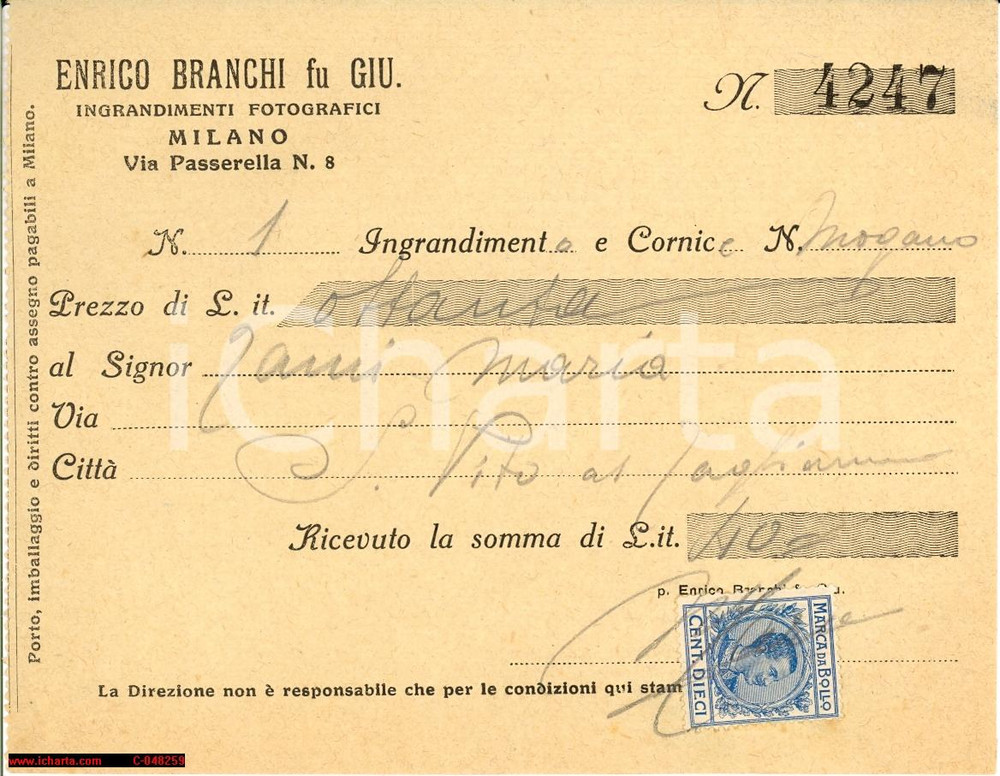 ENRICO BRANCHI fu GIU.
INGRANDIMENTI FOTOGRAFICI
MILANO
Via Passerella N. 8
N. 4247
N. 1 Ingrandimento e Cornice N. Mogano
Prezzo di L. it. ottanta
al Signor Maria
Via
Città S. Vito al
Ricevuto la somma di L.it. 40
p. Enrico Branchi fu Giu.
MARCA DA BOLLO
CENT. DIECI
La Direzione non è responsabile che per le condizioni qui stam
Porto, imballaggio e diritti contro assegno pagabili a Milano.
iCharta
www.icharta.com C-048259